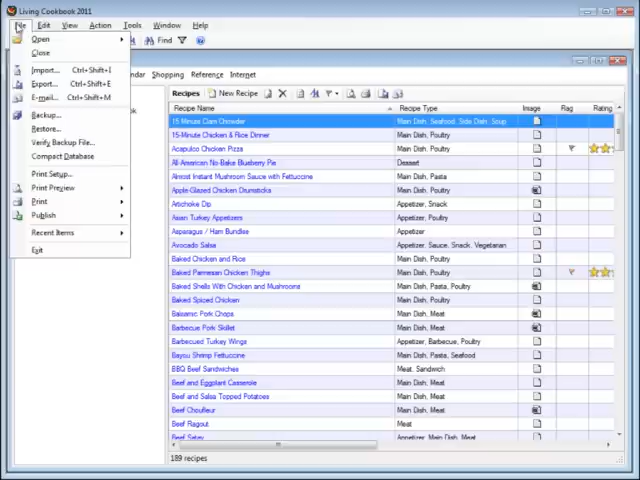 Living Cookbook 2011
File Edit View Action Tools Window Help
Open
Find
Close
Import... Ctrl+Shift+I
Export... Ctrl+Shift+E
E-mail... Ctrl+Shift+M
Backup...
Restore...
Verify Backup File...
Compact Database
Print Setup...
Print Preview
Print
Publish
Recent Items
Exit
Shopping Reference Internet
Recipes New Recipe
Recipe Name Recipe Type Image Flag Rating
15-Minute Clam Chowder Main Dish, Seafood, Side Dish, Soup
15-Minute Chicken & Rice Dinner Main Dish, Poultry
Acapulco Chicken Pizza Main Dish, Poultry
All-American No-Bake Blueberry Pie Dessert
Almost Instant Mushroom Sauce with Fettuccine Main Dish, Pasta
Apple-Glazed Chicken Drumsticks Main Dish, Poultry
Artichoke Dip Appetizer, Snack
Asian Turkey Appetizers Appetizer, Poultry
Asparagus / Ham Bundles Appetizer
Avocado Salsa Appetizer, Sauce, Snack, Vegetarian
Baked Chicken and Rice Main Dish, Poultry
Baked Parmesan Chicken Thighs Main Dish, Poultry
Baked Shells With Chicken and Mushrooms Main Dish, Pasta, Poultry
Baked Spiced Chicken Main Dish, Poultry
Balsamic Pork Chops Main Dish, Meat
Barbecue Pork Skillet Main Dish, Meat
Barbecued Turkey Wings Appetizer, Barbecue, Poultry
Bayou Shrimp Fettuccine Main Dish, Pasta, Seafood
BBQ Beef Sandwiches Meat, Sandwich
Beef and Eggplant Casserole Main Dish, Meat
Beef and Salsa Topped Potatoes Main Dish, Meat
Beef Choufleur Main Dish, Meat
Beef Ragout Meat
Beef Satay Appetizer, Main Dish, Meat
189 recipes